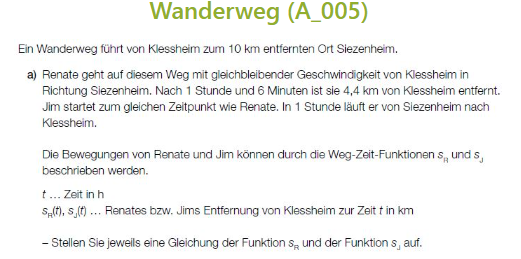 Wanderweg (A_005)
Ein Wanderweg führt von Klessheim zum 10 km entfernten Ort Siezenheim.
a) Renate geht auf diesem Weg mit gleichbleibender Geschwindigkeit von Klessheim in
Richtung Siezenheim. Nach 1 Stunde und 6 Minuten ist sie 4,4 km von Klessheim entfernt.
Jim startet zum gleichen Zeitpunkt wie Renate. In 1 Stunde läuft er von Siezenheim nach
Klessheim.
Die Bewegungen von Renate und Jim können durch die Weg-Zeit-Funktionen s_R und s_J
beschrieben werden.
t ... Zeit in h
s_R(t), s_J(t) ... Renates bzw. Jims Entfernung von Klessheim zur Zeit t in km
– Stellen Sie jeweils eine Gleichung der Funktion s_R und der Funktion s_J auf.